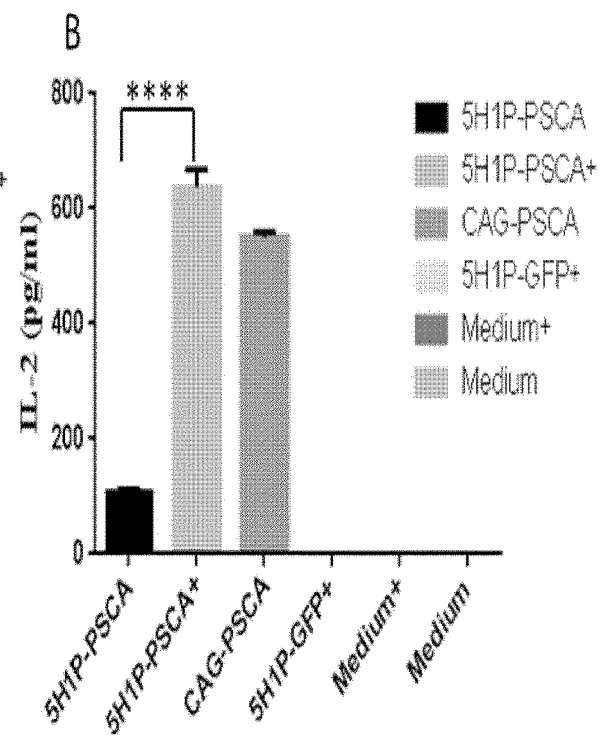 B
****
800
600
400
200
0
+
IL-2 (pg/ml)
5H1P-PSCA
5H1P-PSCA+
CAG-PSCA
5H1P-GFP+
Medium+
Medium
5H1P-PSCA
5H1P-PSCA+
CAG-PSCA
5H1P-GFP+
Medium+
Medium